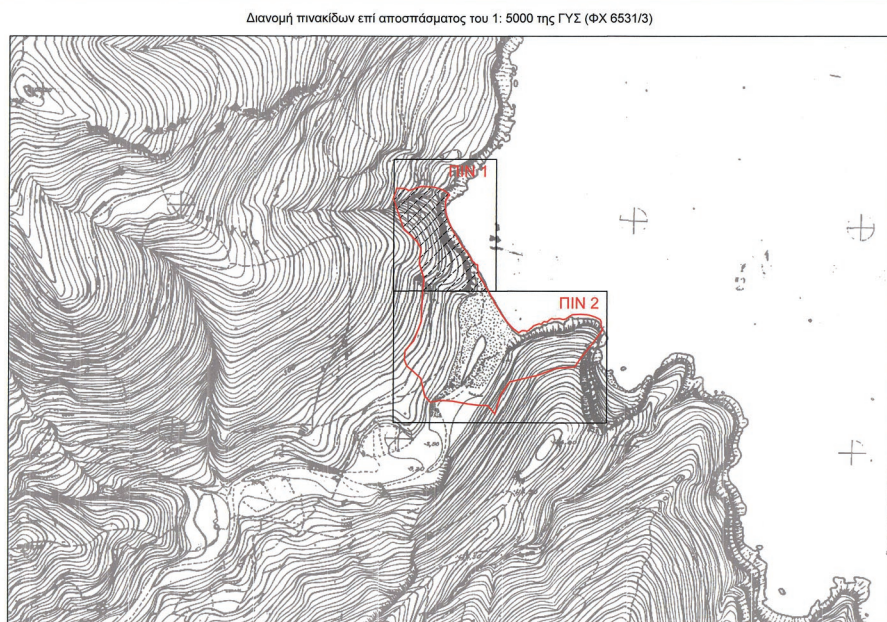 Διανομή πινακίδων επί αποσπάσματος του 1: 5000 της ΓΥΣ (ΦΧ 6531/3)
ΠΙΝ 1
ΠΙΝ 2